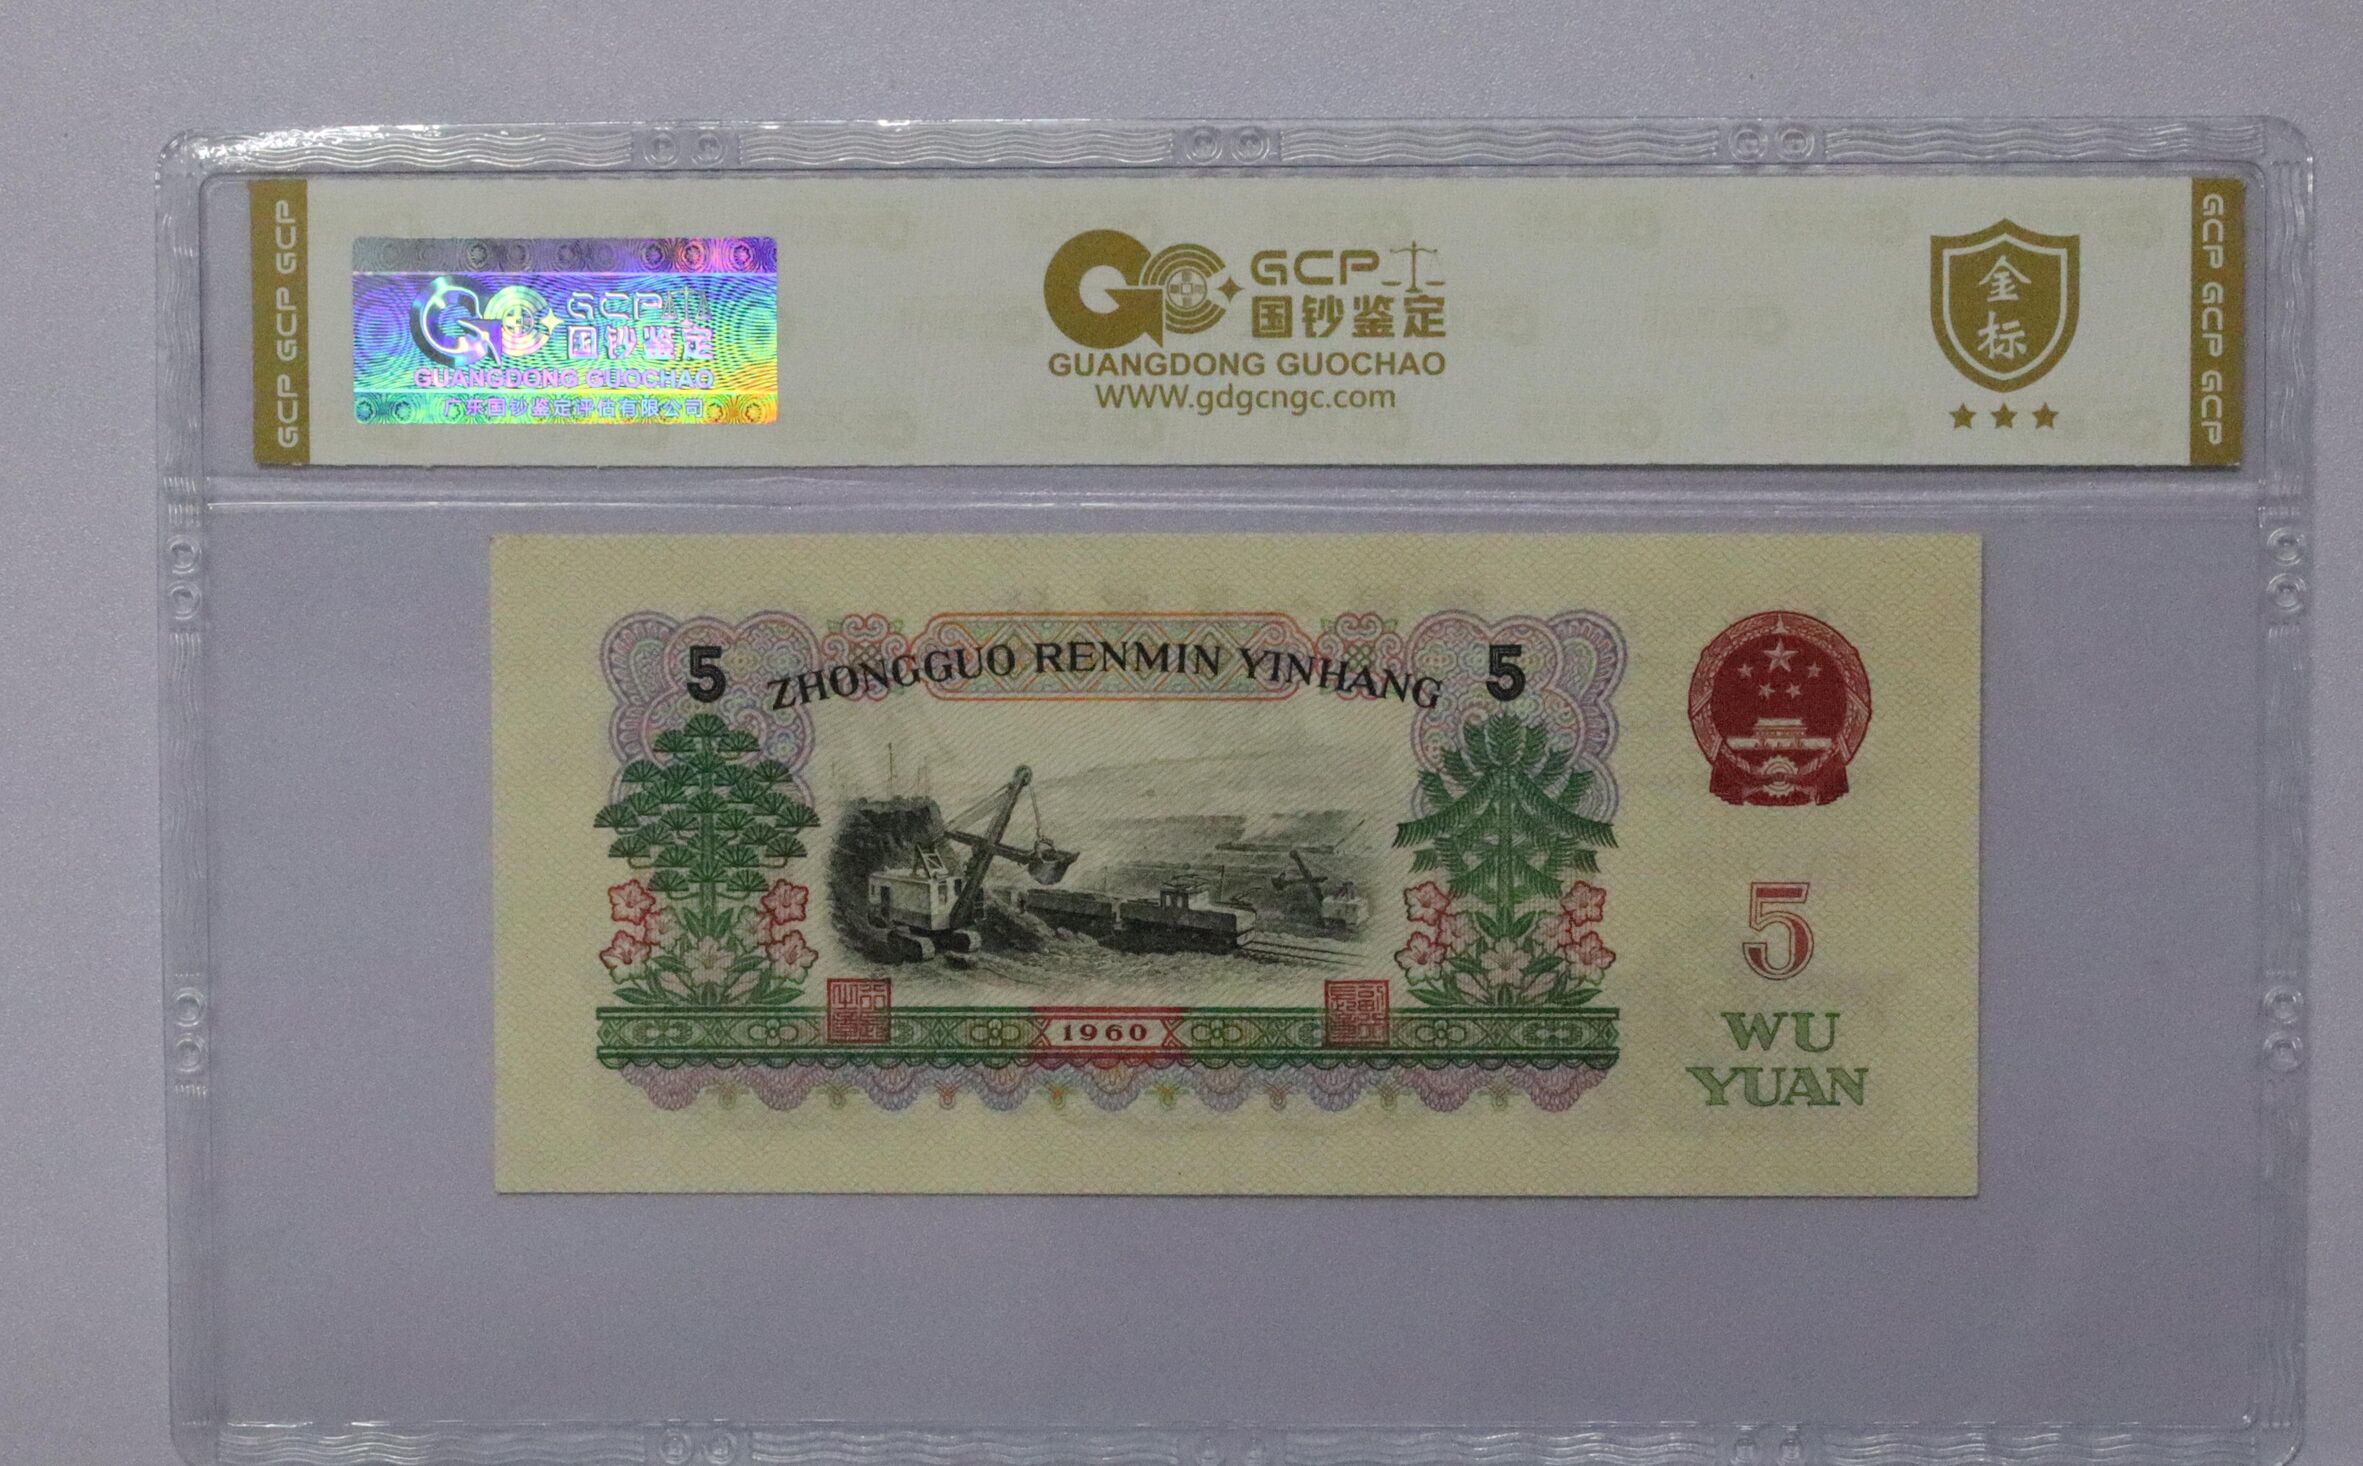 GCP GCP GCP
GCP
国钞鉴定
GUANGDONG GUOCHAO
广东国钞鉴定评估有限公司
GCP
国钞鉴定
GUANGDONG GUOCHAO
WWW.gdgcngc.com
金
标
GCP GCP GCP
5
ZHONGGUO RENMIN YINHANG
5
5
WU
YUAN
1960